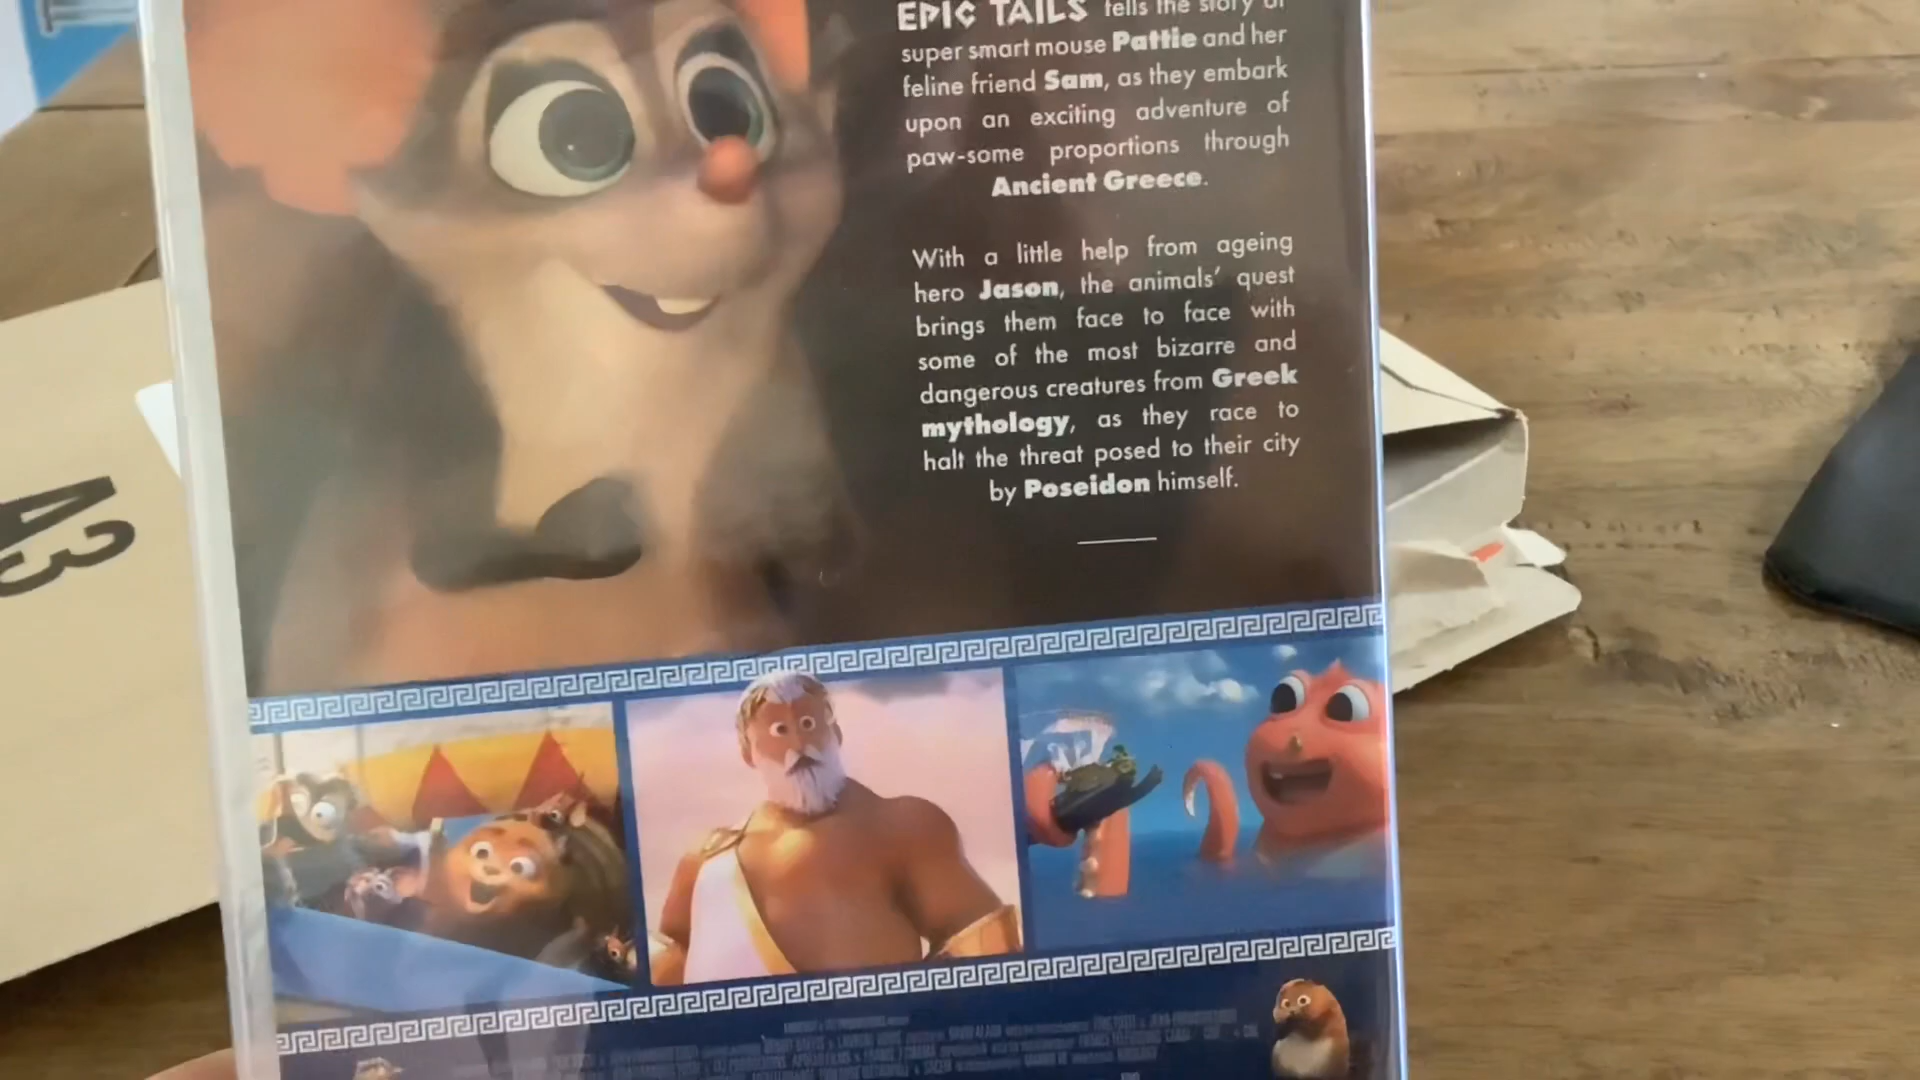 EPIC TAILS tells the story of
super smart mouse Pattie and her
feline friend Sam, as they embark
upon an exciting adventure of
paw-some proportions through
Ancient Greece.
With a little help from ageing
hero Jason, the animals' quest
brings them face to face with
some of the most bizarre and
dangerous creatures from Greek
mythology, as they race to
halt the threat posed to their city
by Poseidon himself.
A3